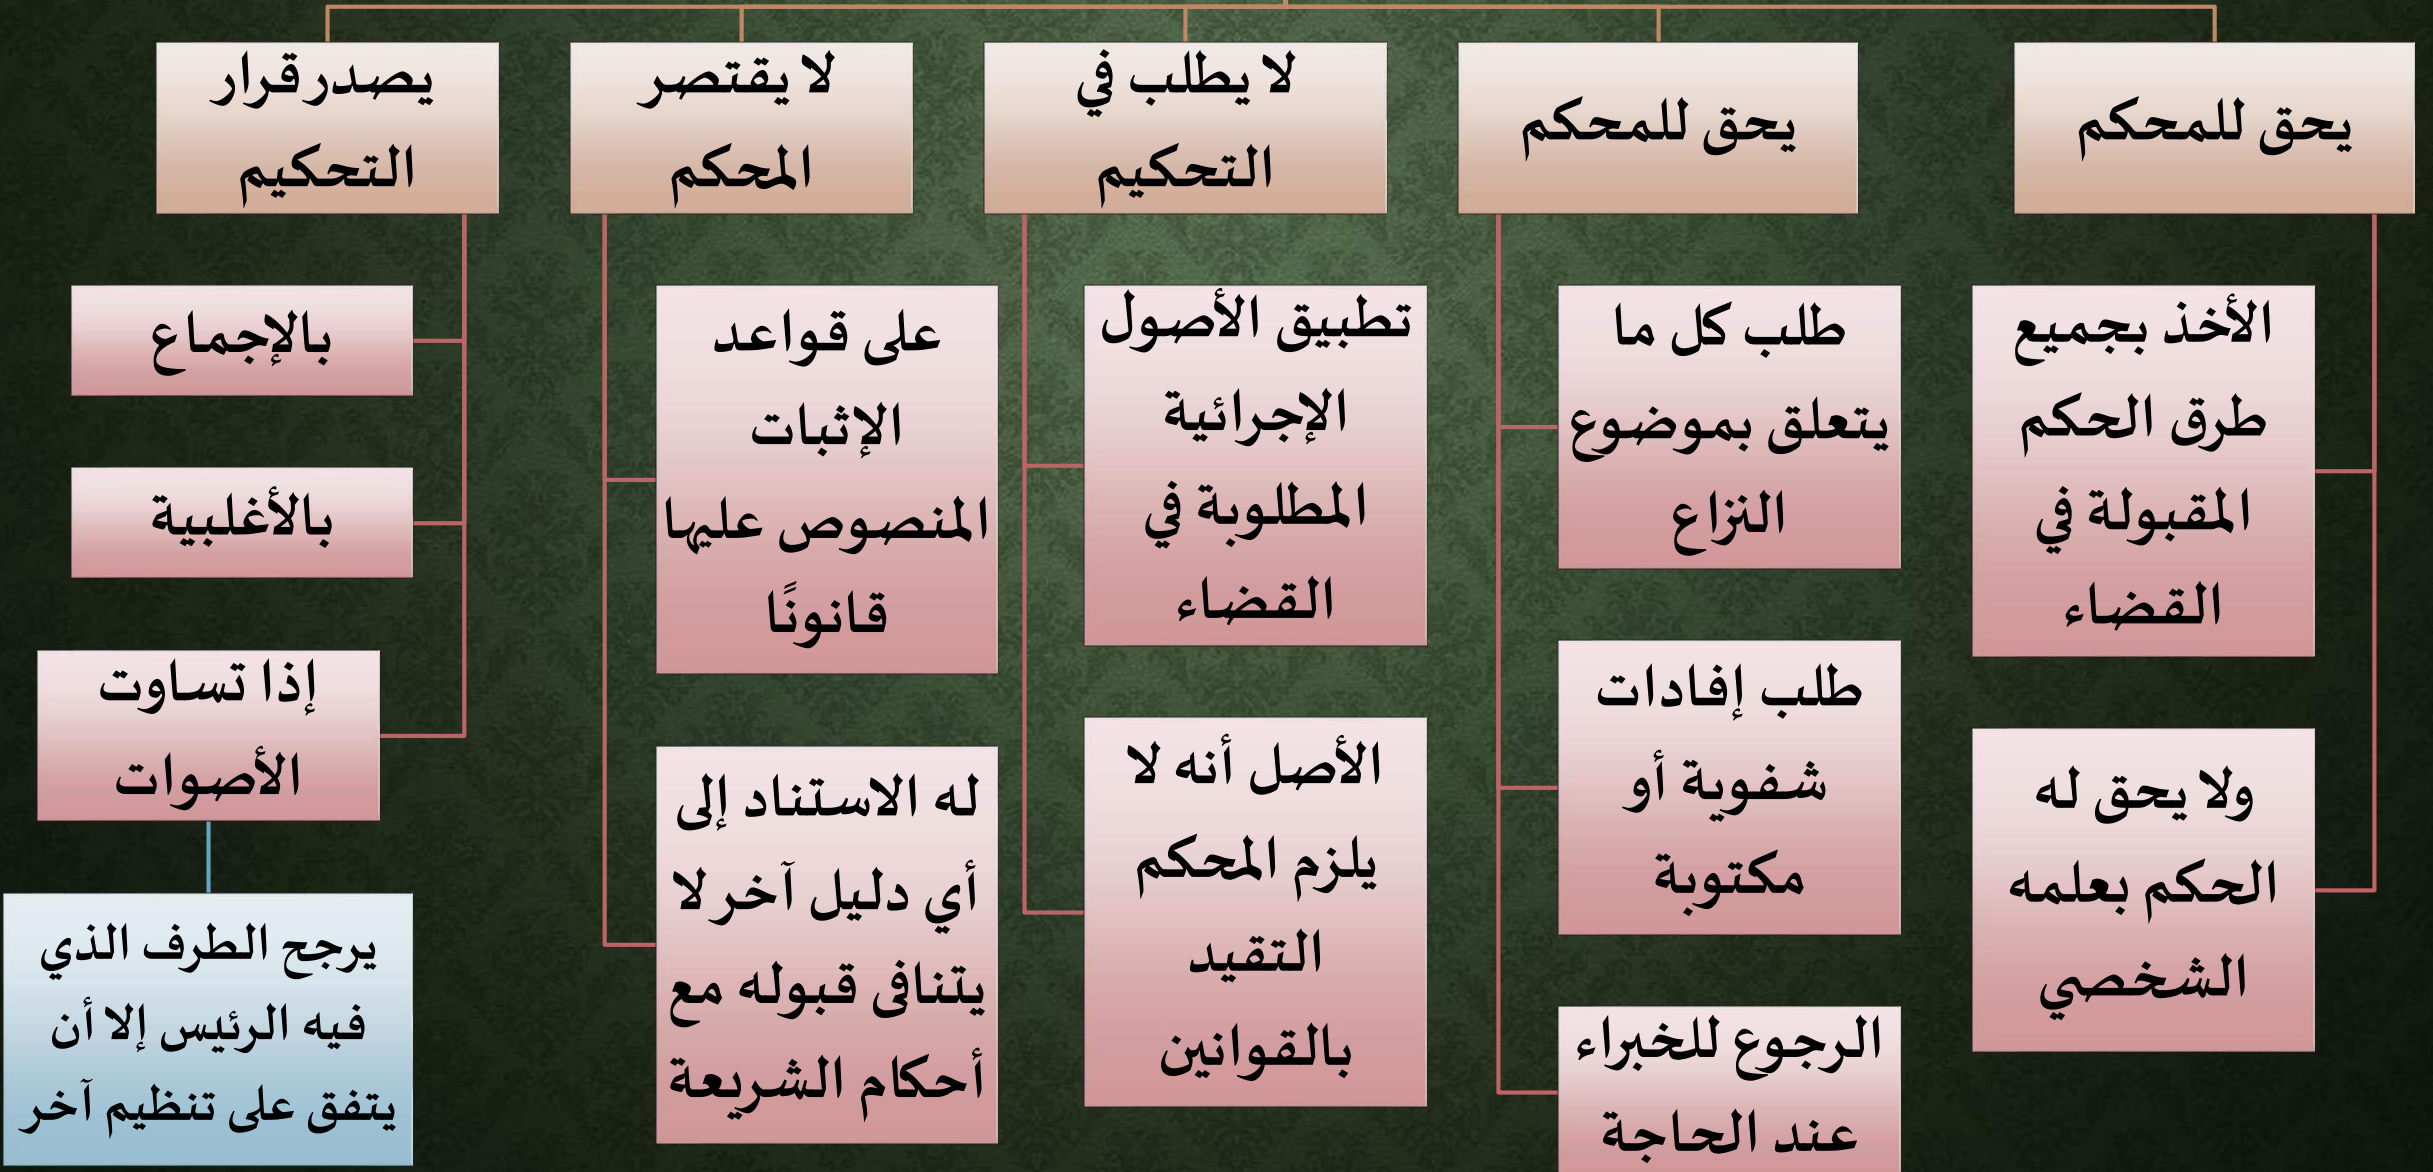 يحق للمحكم
الأخذ بجميع
طرق الحكم
المقبولة في
القضاء
ولا يحق له
الحكم بعلمه
الشخصي
يحق للمحكم
طلب كل ما
يتعلق بموضوع
النزاع
طلب إفادات
شفوية أو
مكتوبة
الرجوع للخبراء
عند الحاجة
لا يطلب في
التحكيم
تطبيق الأصول
الإجرائية
المطلوبة في
القضاء
الأصل أنه لا
يلزم المحكم
التقيد
بالقوانين
لا يقتصر
المحكم
على قواعد
الإثبات
المنصوص عليها
قانونًا
له الاستناد إلى
أي دليل آخر لا
يتنافى قبوله مع
أحكام الشريعة
يصدر قرار
التحكيم
بالإجماع
بالأغلبية
إذا تساوت
الأصوات
يرجح الطرف الذي
فيه الرئيس إلا أن
يتفق على تنظيم آخر